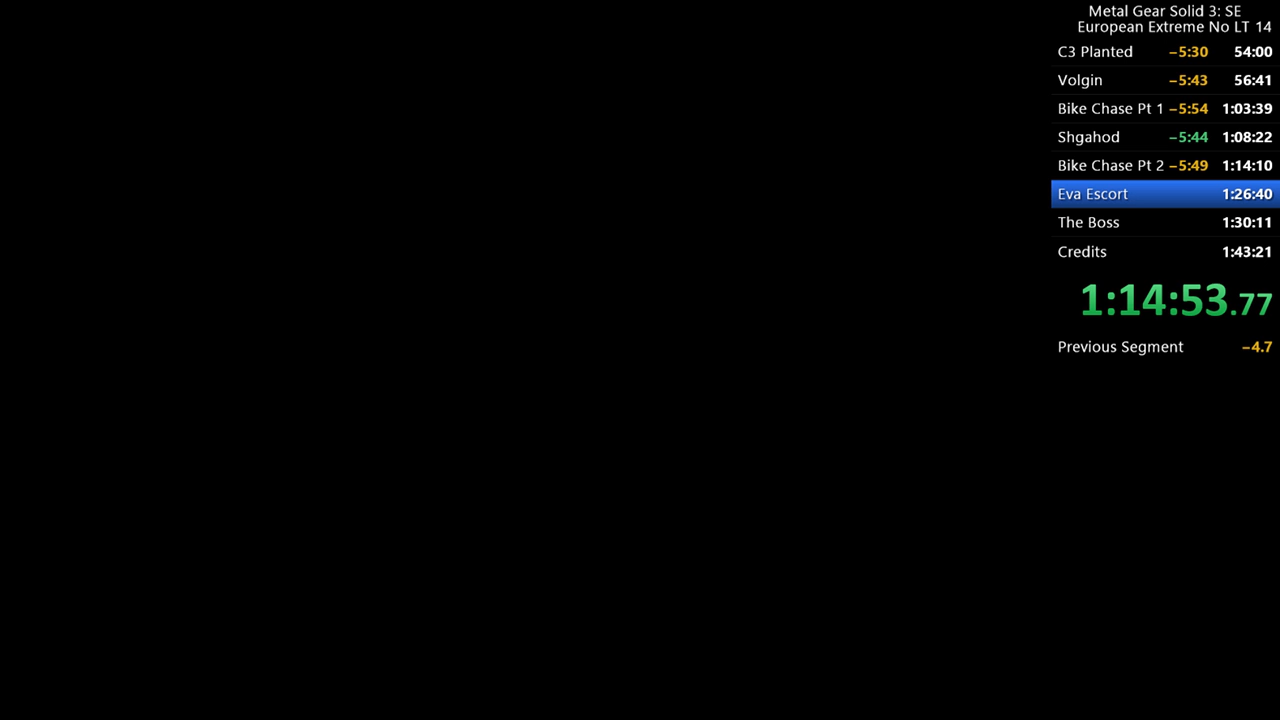 Metal Gear Solid 3: SE
European Extreme No LT 14
C3 Planted −5:30 54:00
Volgin −5:43 56:41
Bike Chase Pt 1 −5:54 1:03:39
Shgahod −5:44 1:08:22
Bike Chase Pt 2 −5:49 1:14:10
Eva Escort 1:26:40
The Boss 1:30:11
Credits 1:43:21
1:14:53.77
Previous Segment −4.7